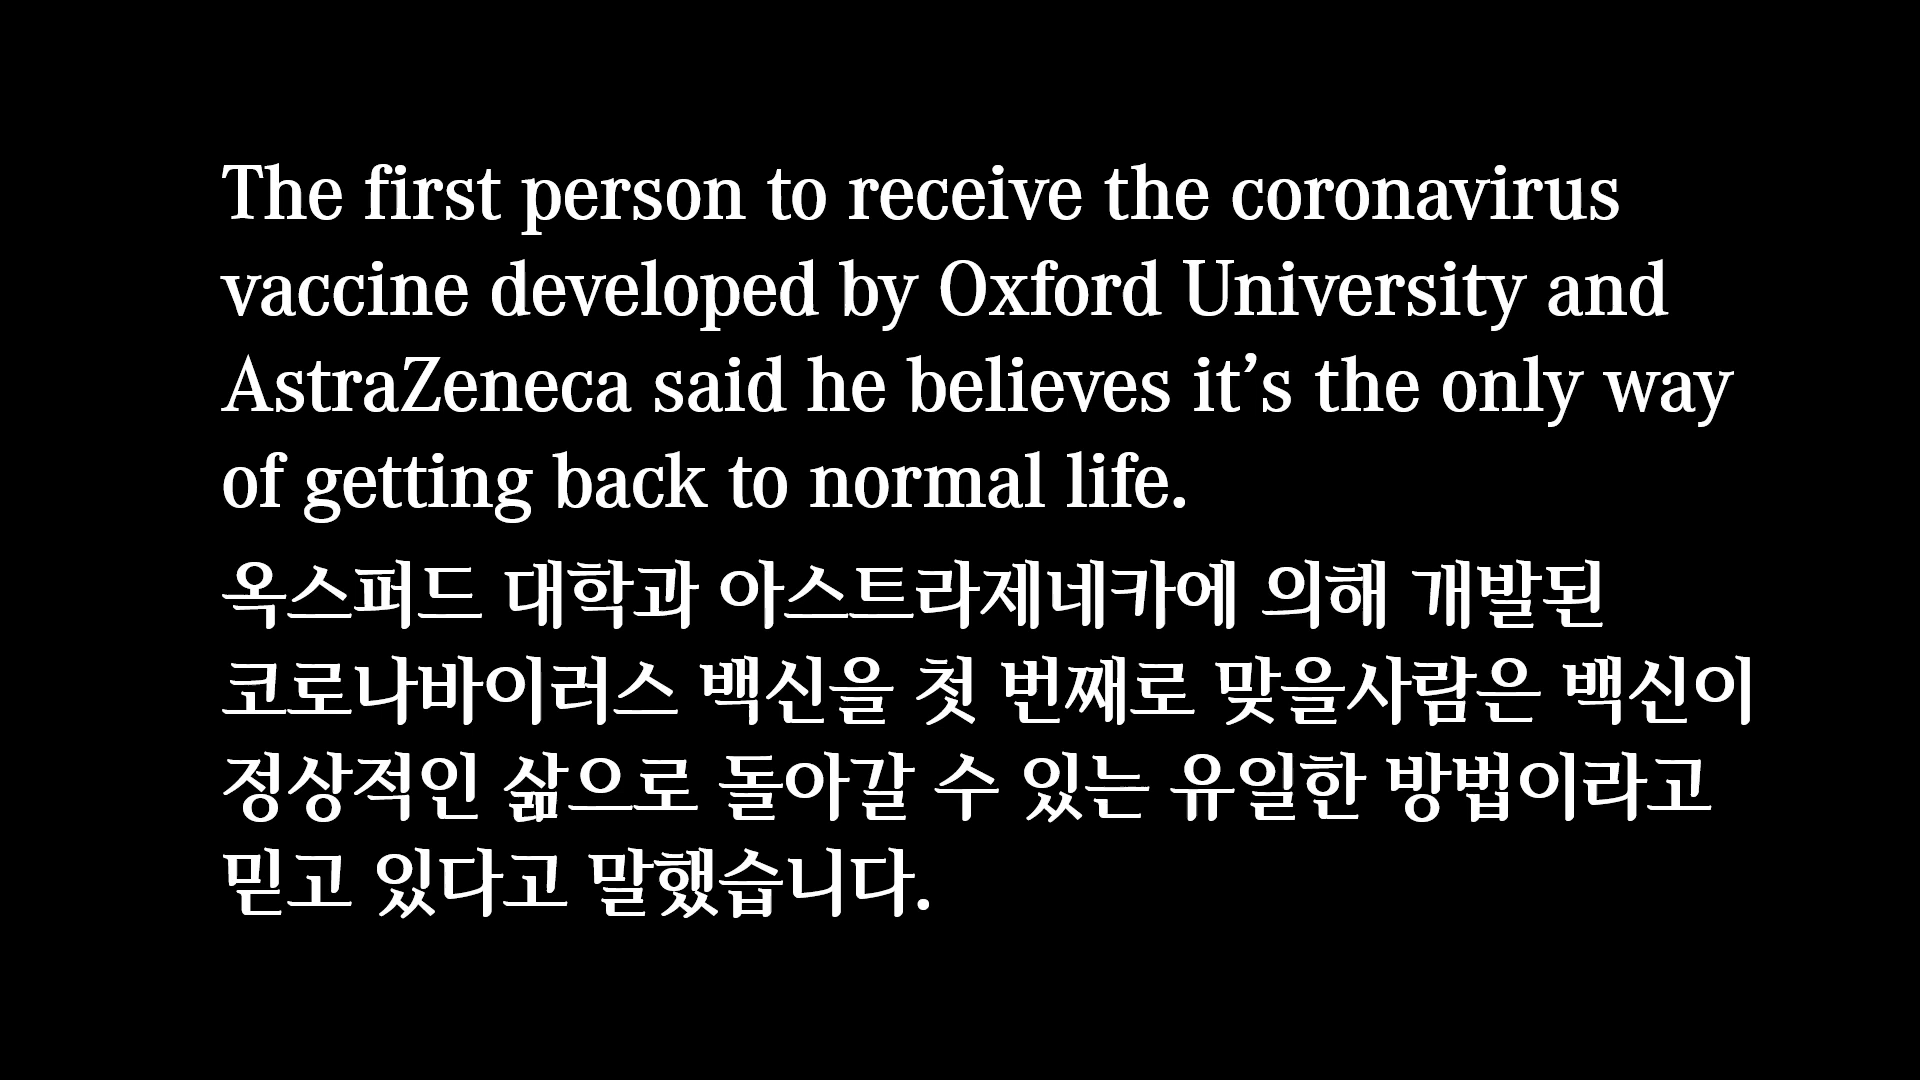 The first person to receive the coronavirus
vaccine developed by Oxford University and
AstraZeneca said he believes it’s the only way
of getting back to normal life.
옥스퍼드 대학과 아스트라제네카에 의해 개발된
코로나바이러스 백신을 첫 번째로 맞을사람은 백신이
정상적인 삶으로 돌아갈 수 있는 유일한 방법이라고
믿고 있다고 말했습니다.